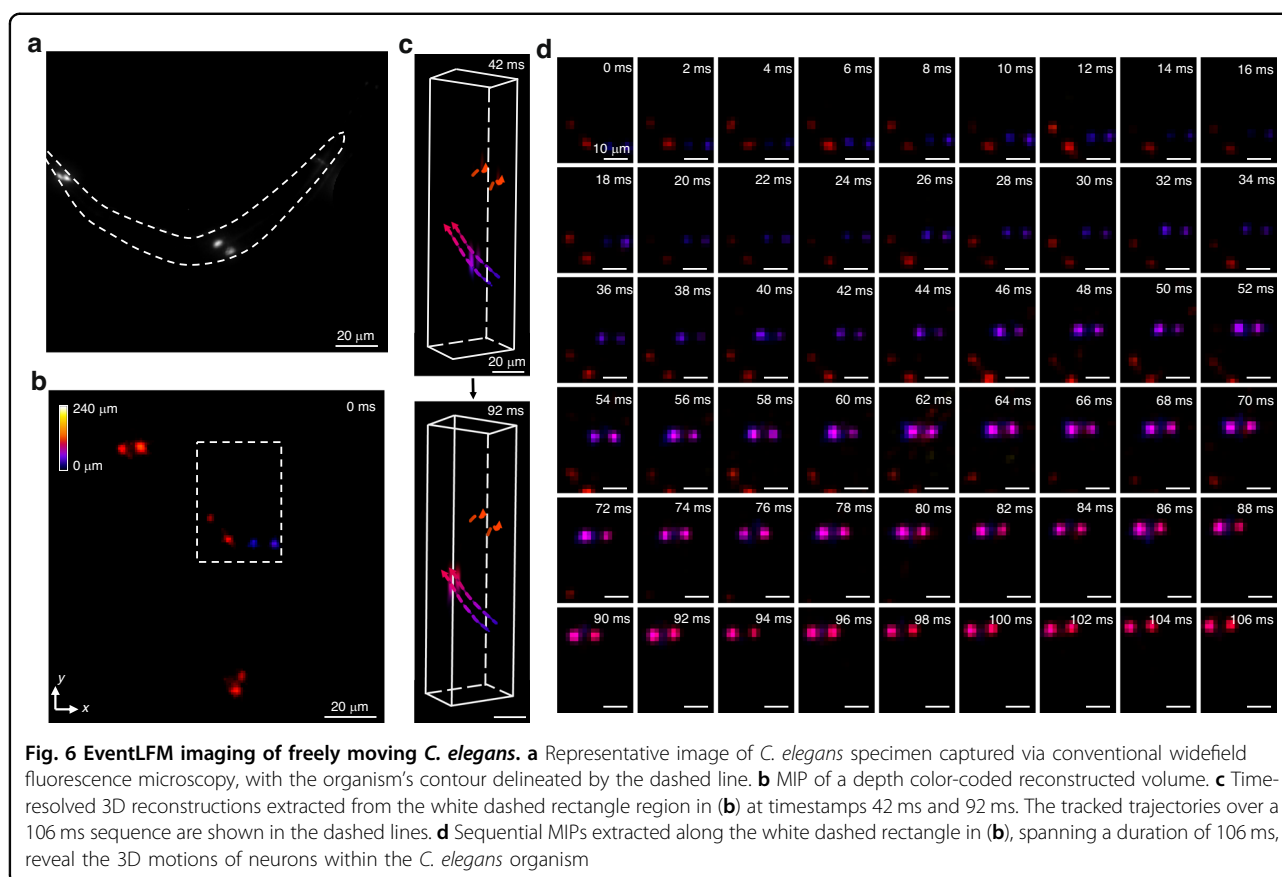 a
20 μm
b
240 μm
0 μm
0 ms
y
x
20 μm
c
42 ms
20 μm
92 ms
d
0 ms 2 ms 4 ms 6 ms 8 ms 10 ms 12 ms 14 ms 16 ms
10 μm
18 ms 20 ms 22 ms 24 ms 26 ms 28 ms 30 ms 32 ms 34 ms
36 ms 38 ms 40 ms 42 ms 44 ms 46 ms 48 ms 50 ms 52 ms
54 ms 56 ms 58 ms 60 ms 62 ms 64 ms 66 ms 68 ms 70 ms
72 ms 74 ms 76 ms 78 ms 80 ms 82 ms 84 ms 86 ms 88 ms
90 ms 92 ms 94 ms 96 ms 98 ms 100 ms 102 ms 104 ms 106 ms
Fig. 6 EventLFM imaging of freely moving C. elegans. a Representative image of C. elegans specimen captured via conventional widefield
fluorescence microscopy, with the organism's contour delineated by the dashed line. b MIP of a depth color-coded reconstructed volume. c Time-
resolved 3D reconstructions extracted from the white dashed rectangle region in (b) at timestamps 42 ms and 92 ms. The tracked trajectories over a
106 ms sequence are shown in the dashed lines. d Sequential MIPs extracted along the white dashed rectangle in (b), spanning a duration of 106 ms,
reveal the 3D motions of neurons within the C. elegans organism